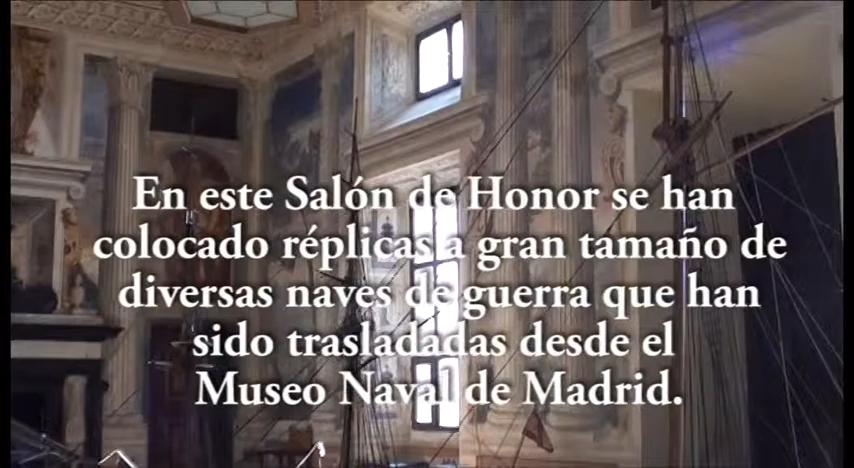 En este Salón de Honor se han
colocado réplicas a gran tamaño de
diversas naves de guerra que han
sido trasladadas desde el
Museo Naval de Madrid.